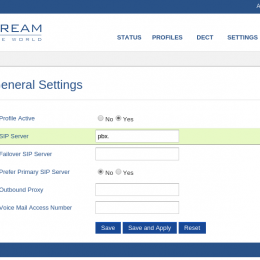 A
REAM
E WORLD
STATUS PROFILES DECT SETTINGS
eneral Settings
Profile Active No Yes
SIP Server pbx.
Failover SIP Server
Prefer Primary SIP Server No Yes
Outbound Proxy
Voice Mail Access Number
Save Save and Apply Reset